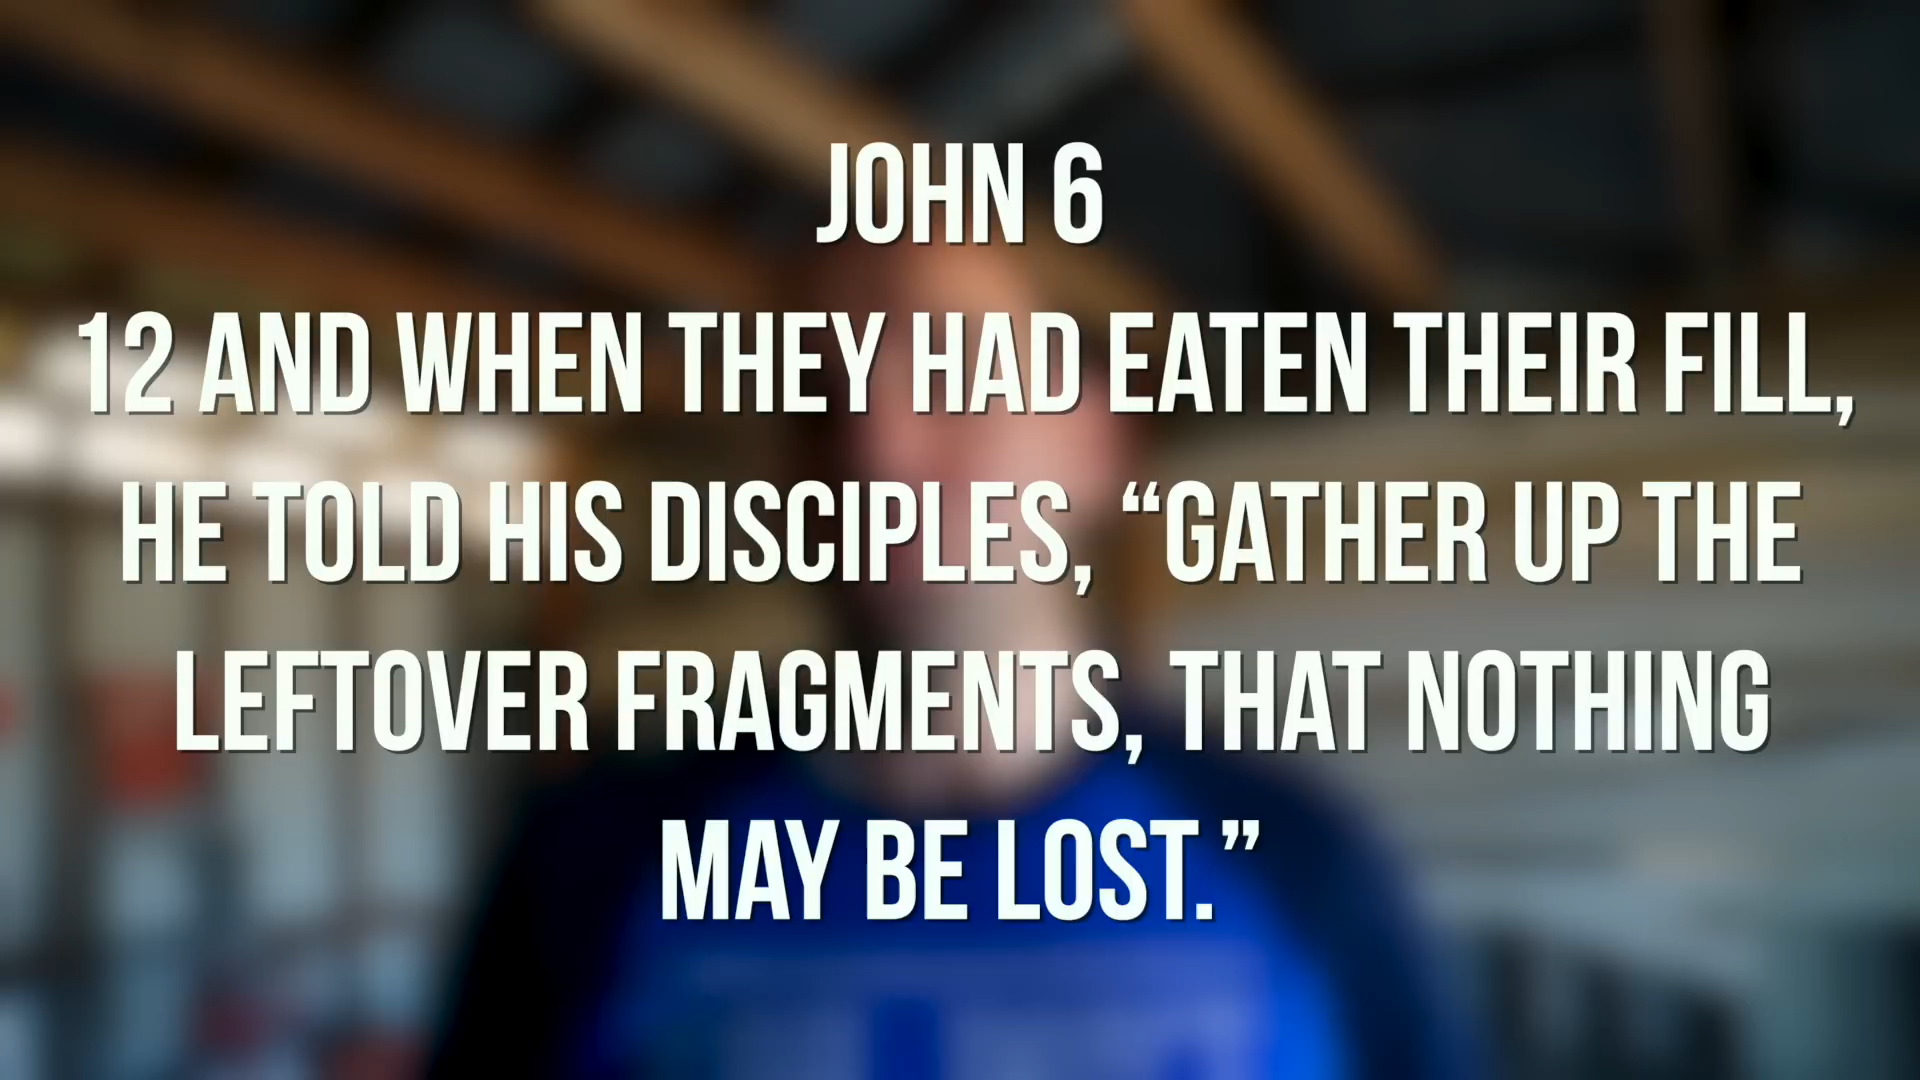 JOHN 6
12 AND WHEN THEY HAD EATEN THEIR FILL,
HE TOLD HIS DISCIPLES, “GATHER UP THE
LEFTOVER FRAGMENTS, THAT NOTHING
MAY BE LOST.”